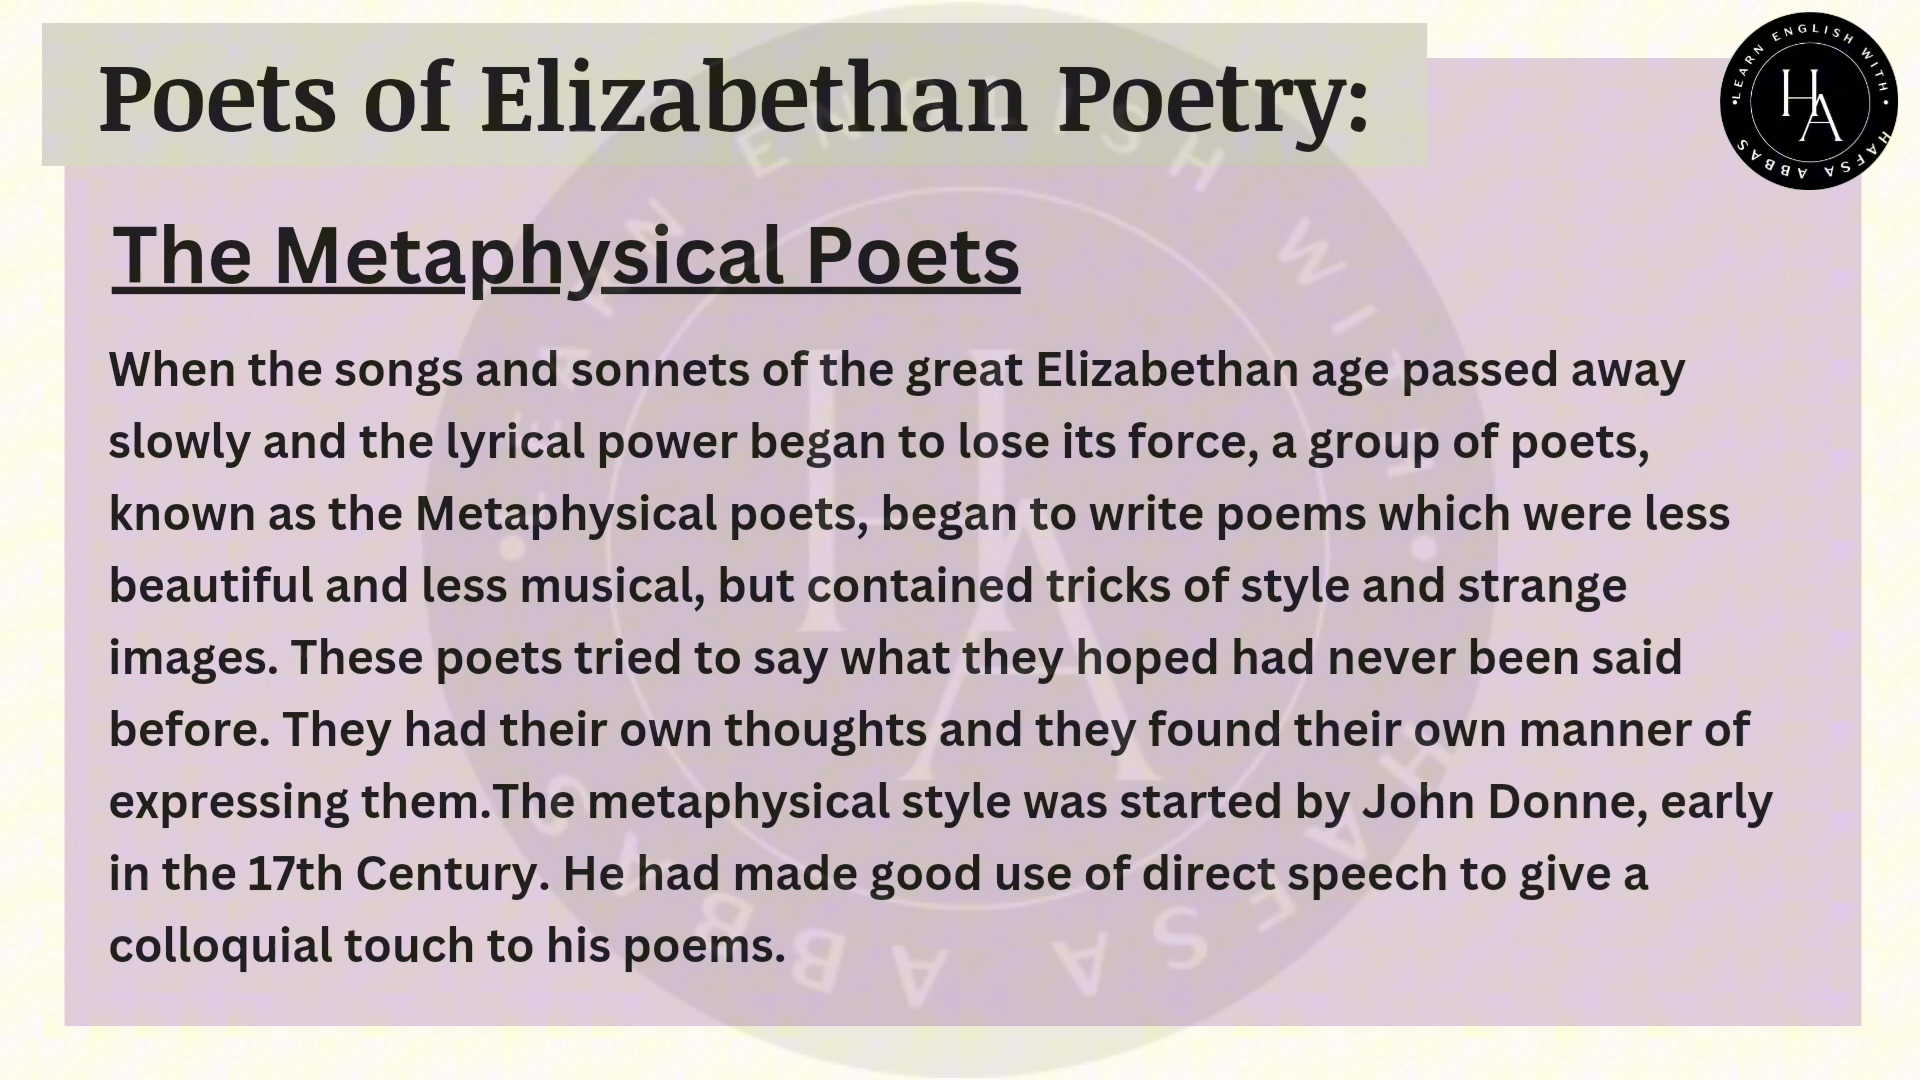 Poets of Elizabethan Poetry:
LEARN ENGLISH WITH
HA
HAFSA ABBAS
The Metaphysical Poets
When the songs and sonnets of the great Elizabethan age passed away
slowly and the lyrical power began to lose its force, a group of poets,
known as the Metaphysical poets, began to write poems which were less
beautiful and less musical, but contained tricks of style and strange
images. These poets tried to say what they hoped had never been said
before. They had their own thoughts and they found their own manner of
expressing them.The metaphysical style was started by John Donne, early
in the 17th Century. He had made good use of direct speech to give a
colloquial touch to his poems.
LEARN ENGLISH WITH
HA
HAFSA ABBAS